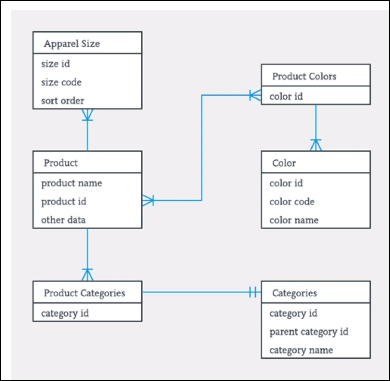 Apparel Size
size id
size code
sort order
Product Colors
color id
Product
product name
product id
other data
Color
color id
color code
color name
Product Categories
category id
Categories
category id
parent category id
category name